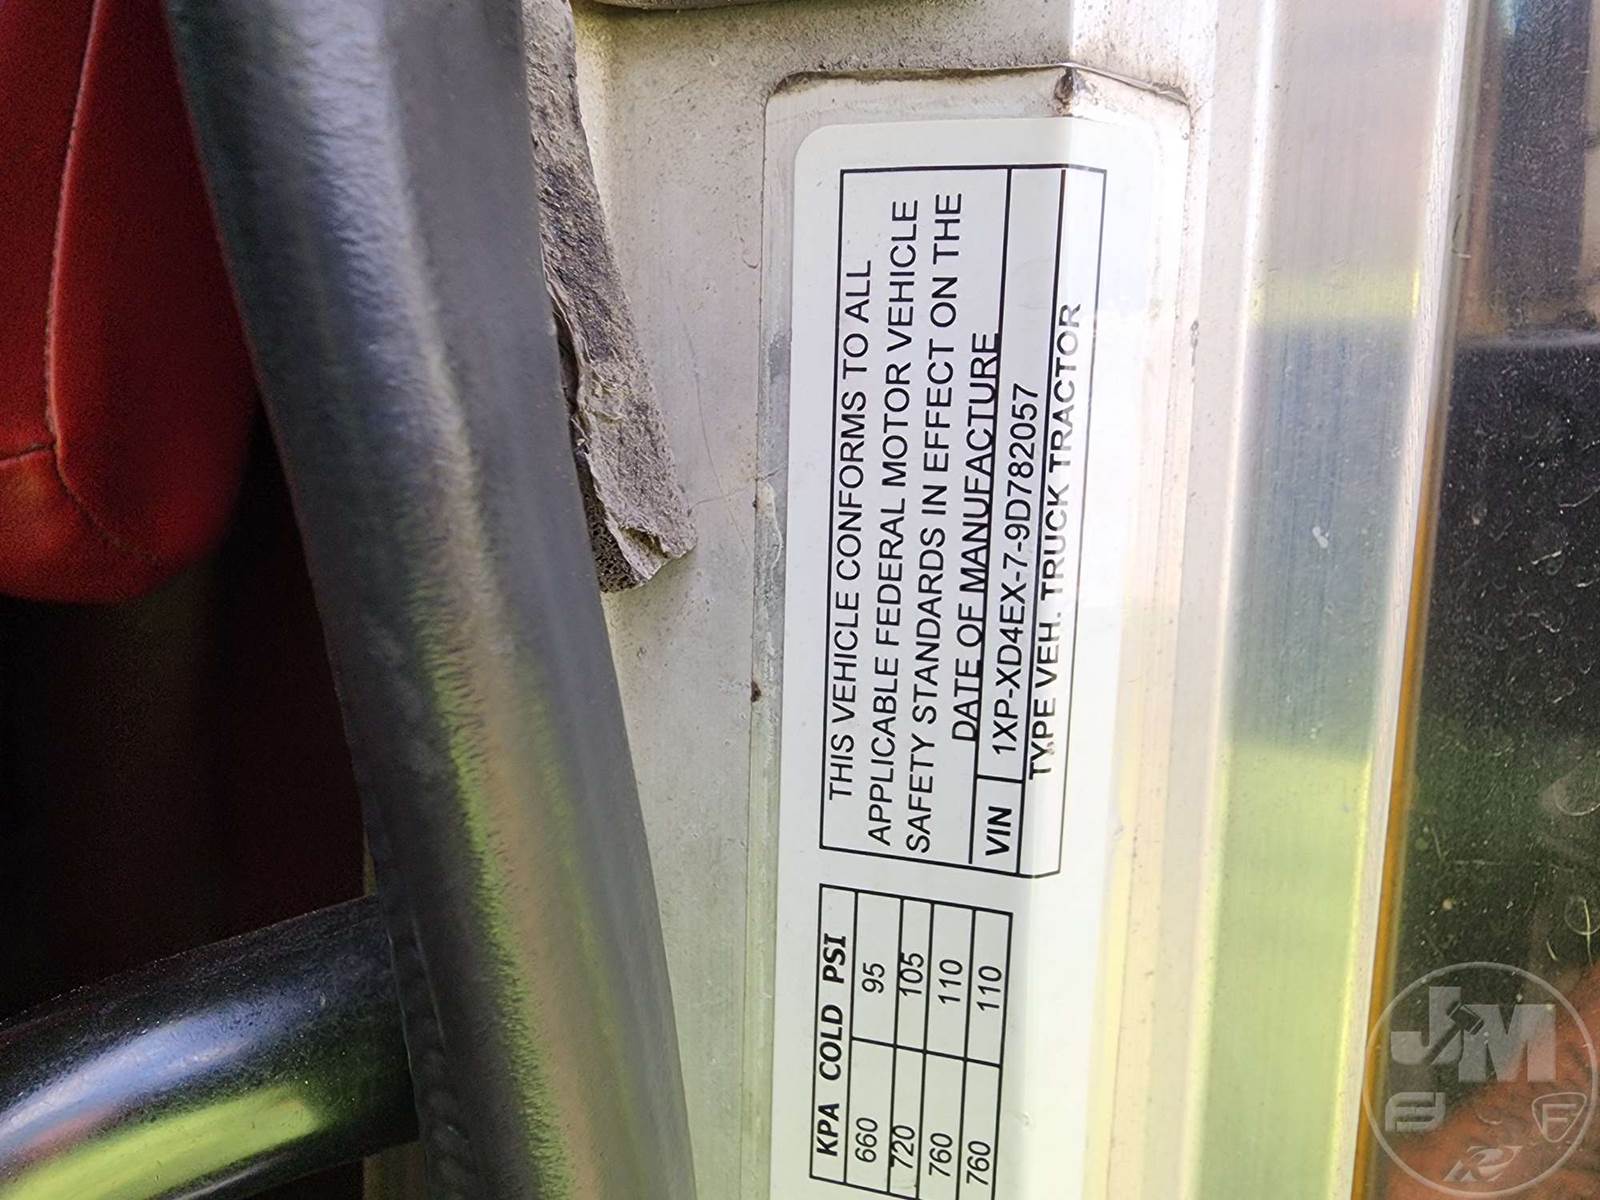 THIS VEHICLE CONFORMS TO ALL
APPLICABLE FEDERAL MOTOR VEHICLE
SAFETY STANDARDS IN EFFECT ON THE
DATE OF MANUFACTURE
VIN 1XP-XD4EX-7-9D782057
TYPE VEH. TRUCK TRACTOR
KPA COLD PSI
660 95
720 105
760 110
760 110
JM